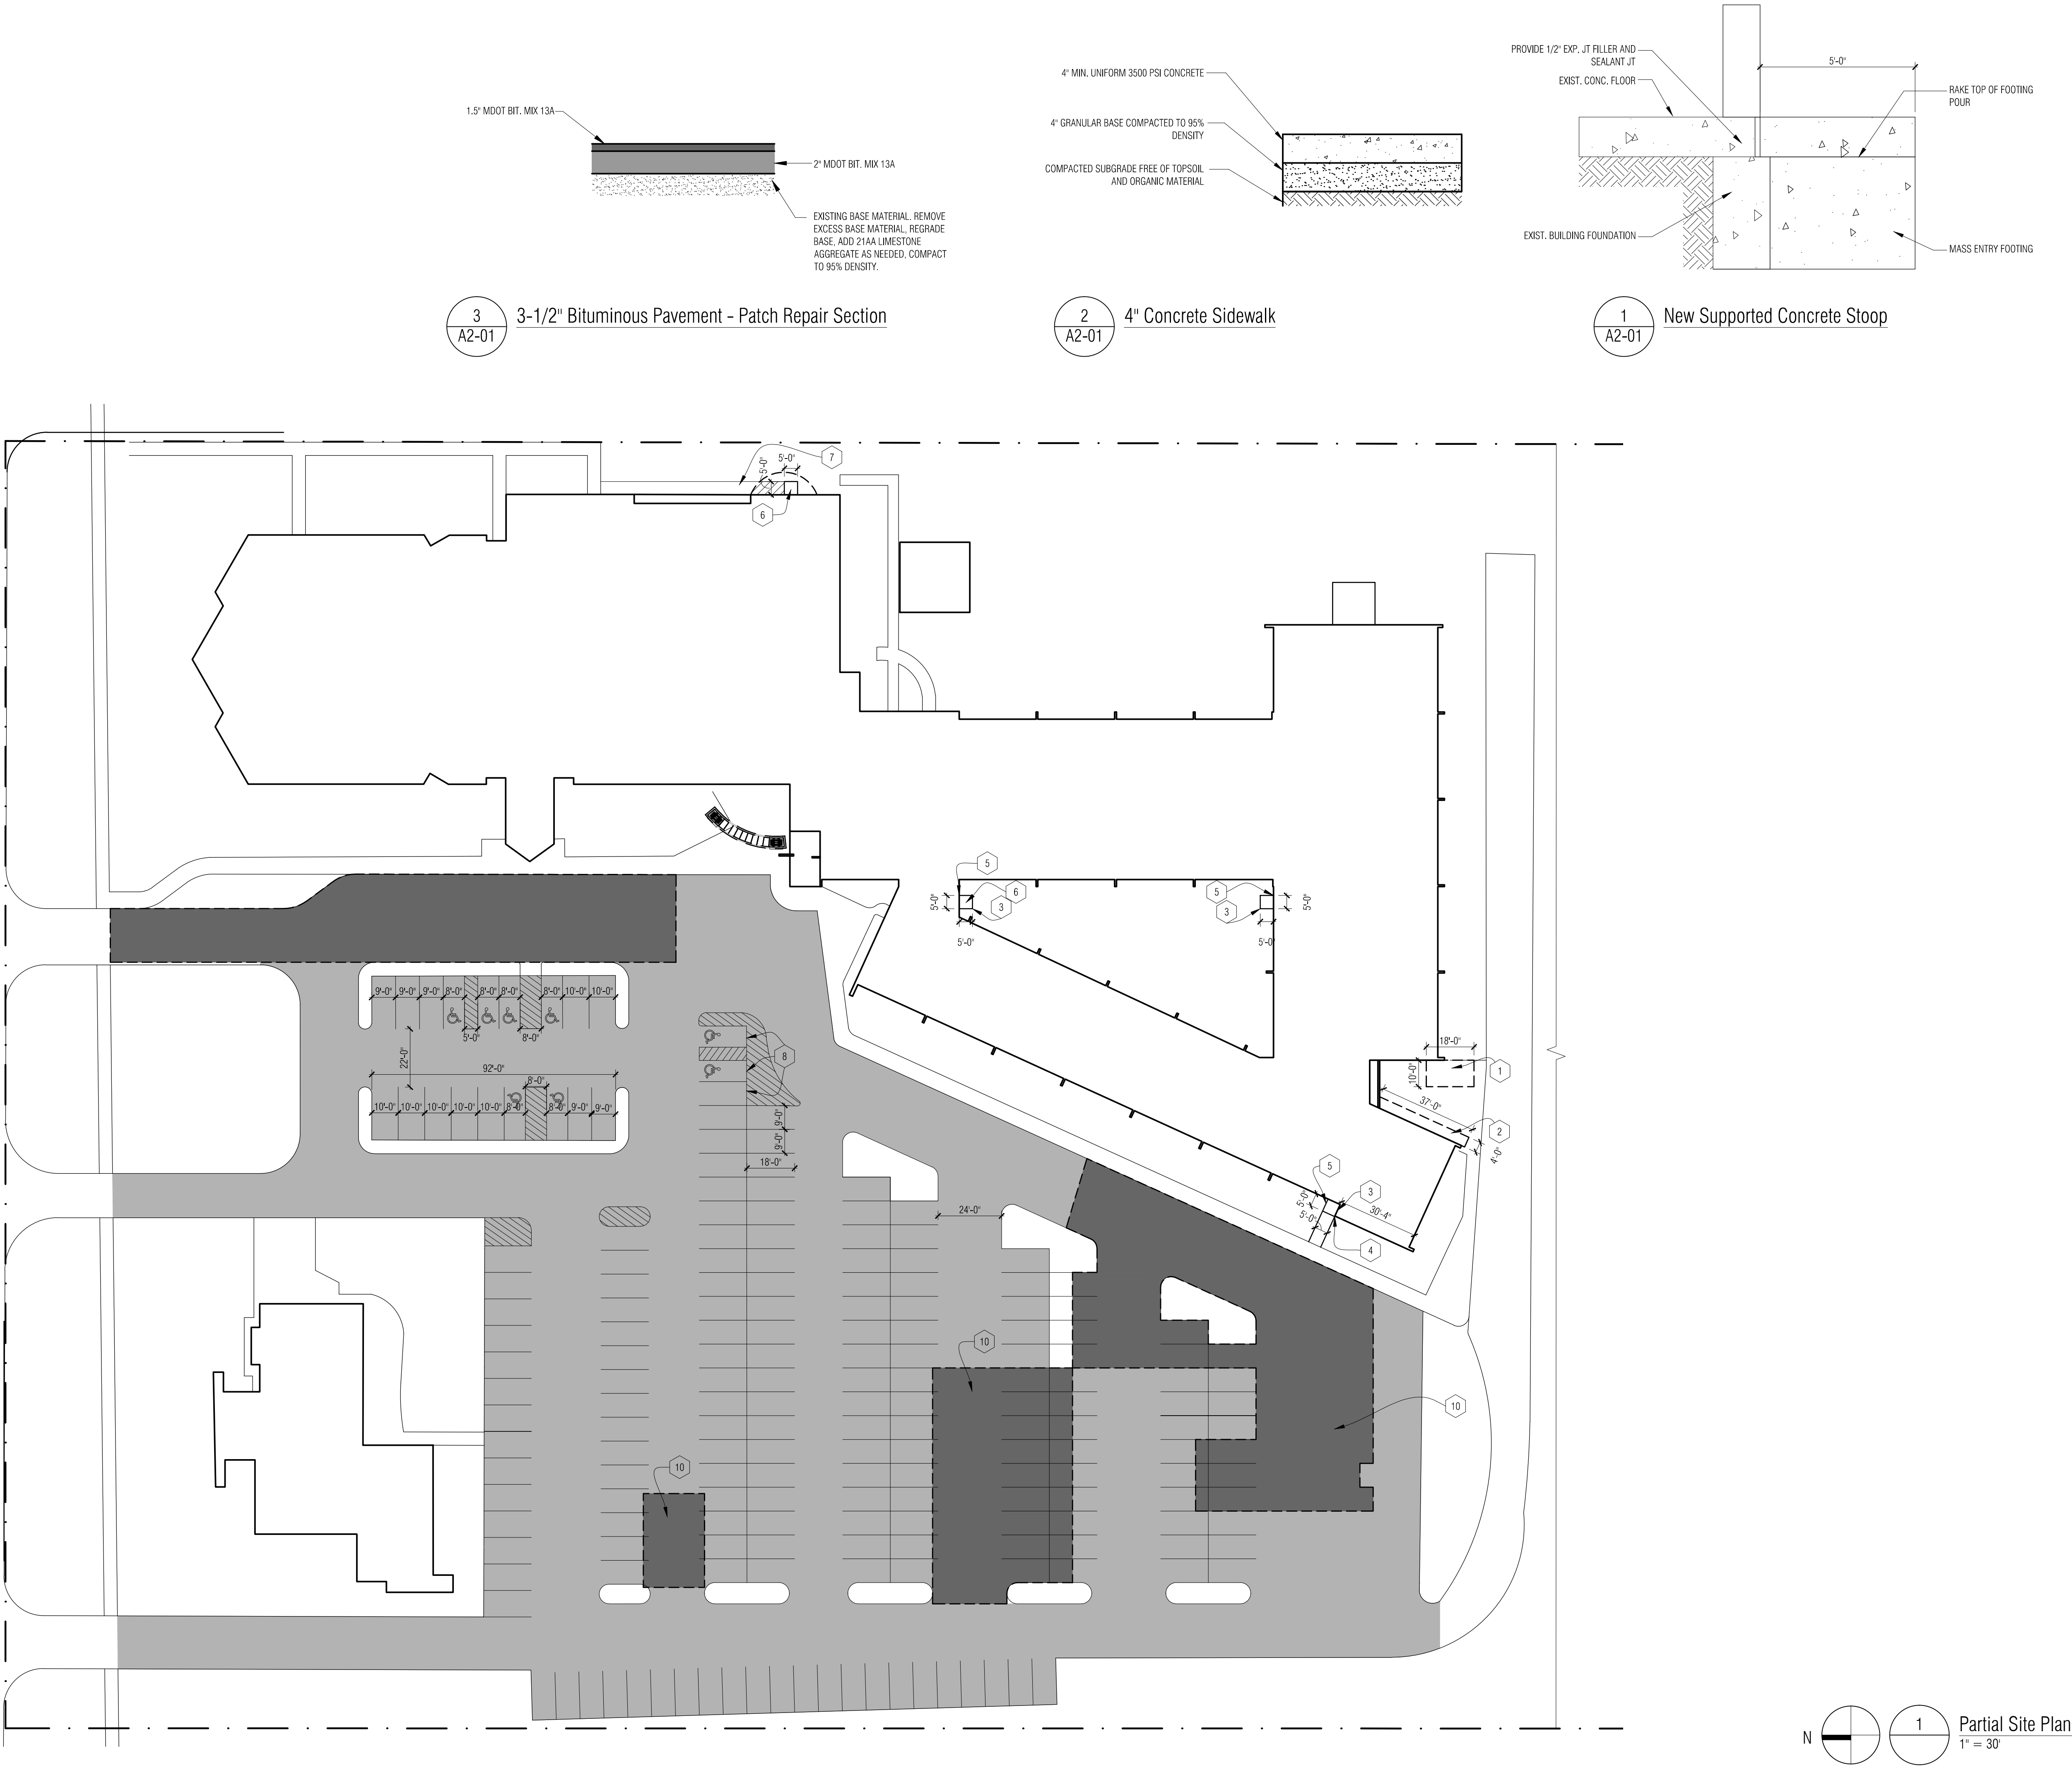 1.5" MDOT BIT. MIX 13A
2" MDOT BIT. MIX 13A
EXISTING BASE MATERIAL. REMOVE
EXCESS BASE MATERIAL, REGRADE
BASE, ADD 21AA LIMESTONE
AGGREGATE AS NEEDED, COMPACT
TO 95% DENSITY.
3
A2-01
3-1/2" Bituminous Pavement - Patch Repair Section
4" MIN. UNIFORM 3500 PSI CONCRETE
4" GRANULAR BASE COMPACTED TO 95%
DENSITY
COMPACTED SUBGRADE FREE OF TOPSOIL
AND ORGANIC MATERIAL
2
A2-01
4" Concrete Sidewalk
PROVIDE 1/2" EXP. JT FILLER AND
SEALANT JT
EXIST. CONC. FLOOR
5'-0"
RAKE TOP OF FOOTING
POUR
EXIST. BUILDING FOUNDATION
MASS ENTRY FOOTING
1
A2-01
New Supported Concrete Stoop
5'-0"
5'-0"
7
6
5
6
3
5'-0"
5'-0"
5
3
5'-0"
5'-0"
9'-0"
9'-0"
9'-0"
8'-0"
8'-0"
8'-0"
8'-0"
10'-0"
10'-0"
5'-0"
8'-0"
22'-0"
92'-0"
8'-0"
10'-0"
10'-0"
10'-0"
10'-0"
10'-0"
8'-0"
8'-0"
9'-0"
9'-0"
8
9'-0"
9'-0"
18'-0"
24'-0"
18'-0"
10'-0"
1
37'-0"
2
4'-0"
5
3
5'-0"
5'-0"
30'-4"
4
10
10
10
N
1
Partial Site Plan
1" = 30'